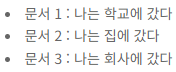 • 문서 1 : 나는 학교에 갔다
• 문서 2 : 나는 집에 갔다
• 문서 3 : 나는 회사에 갔다